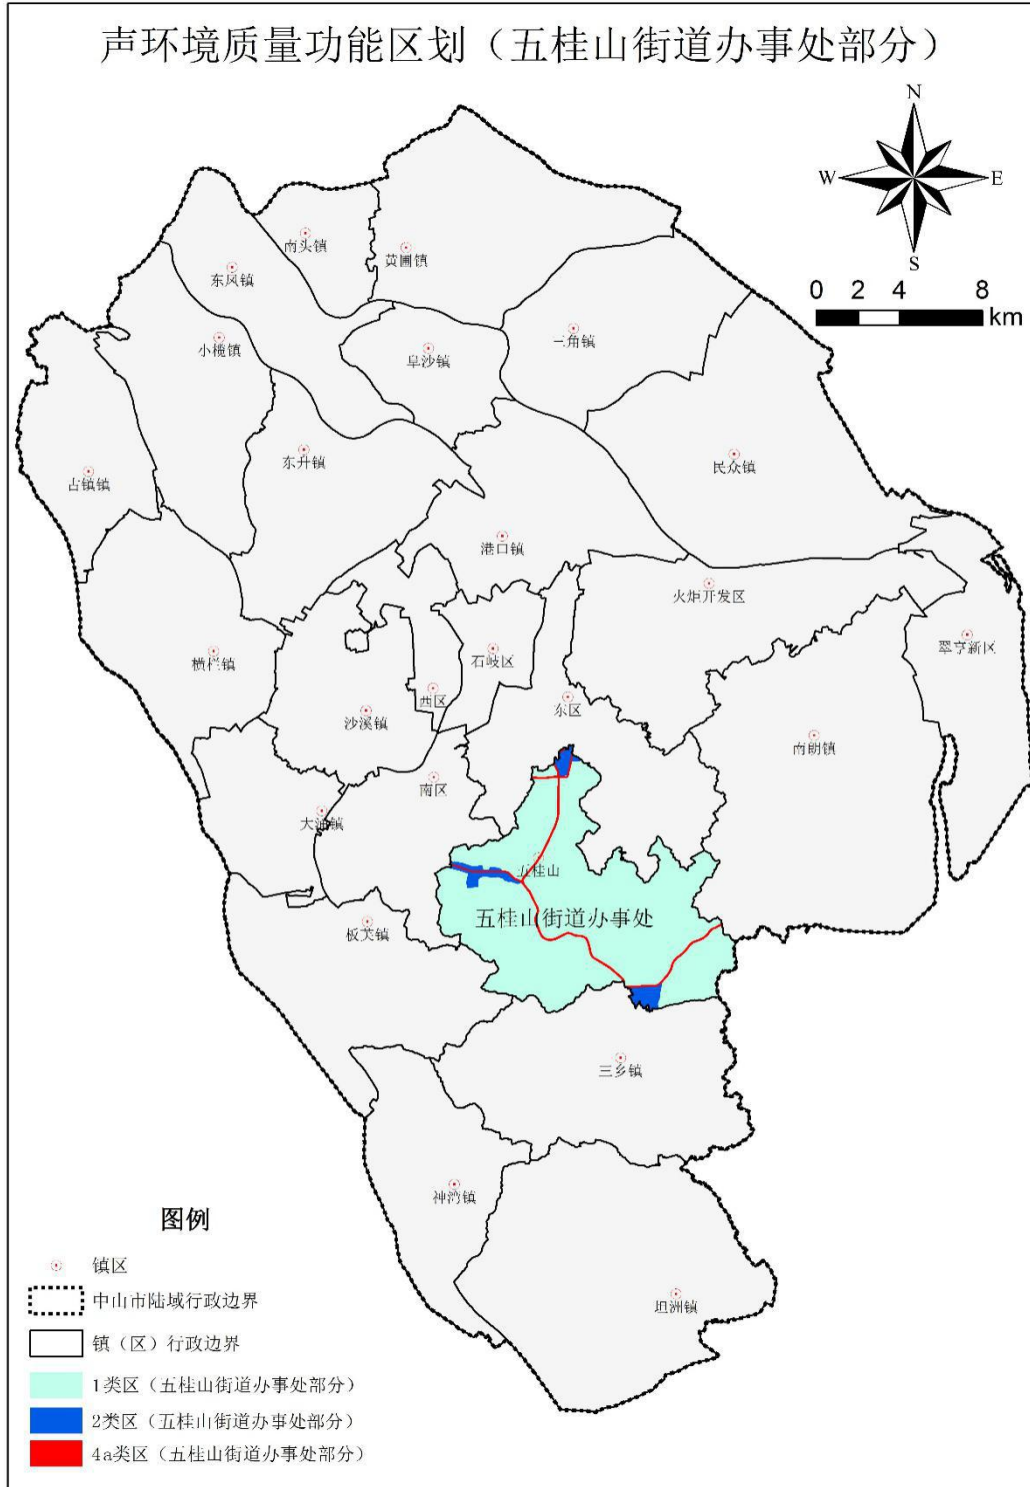 声环境质量功能区划（五桂山街道办事处部分）
N
W
E
S
0 2 4 8
km
南头镇
黄圃镇
东凤镇
小榄镇
阜沙镇
三角镇
东升镇
民众镇
古镇镇
港口镇
火炬开发区
翠亨新区
横栏镇
石岐区
西区
东区
沙溪镇
南朗镇
南区
大涌镇
五桂山
五桂山街道办事处
板芙镇
三乡镇
神湾镇
坦洲镇
图例
镇区
中山市陆域行政边界
镇（区）行政边界
1类区（五桂山街道办事处部分）
2类区（五桂山街道办事处部分）
4a类区（五桂山街道办事处部分）